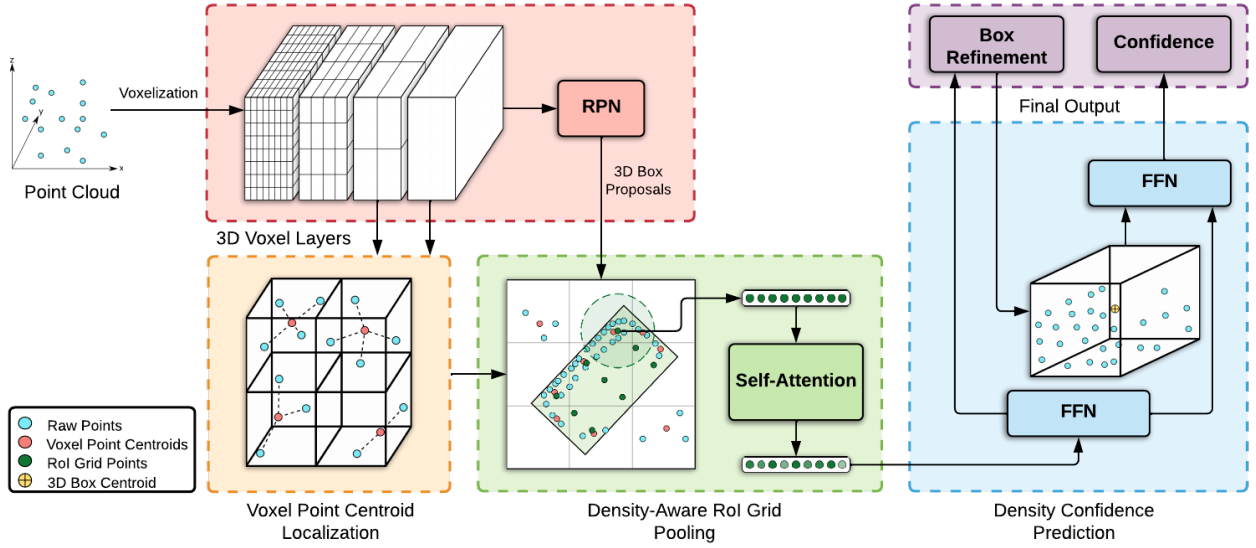 z
y
x
Point Cloud
Voxelization
RPN
3D Box
Proposals
3D Voxel Layers
Box
Refinement
Confidence
Final Output
FFN
FFN
Self-Attention
Raw Points
Voxel Point Centroids
RoI Grid Points
3D Box Centroid
Voxel Point Centroid
Localization
Density-Aware RoI Grid
Pooling
Density Confidence
Prediction